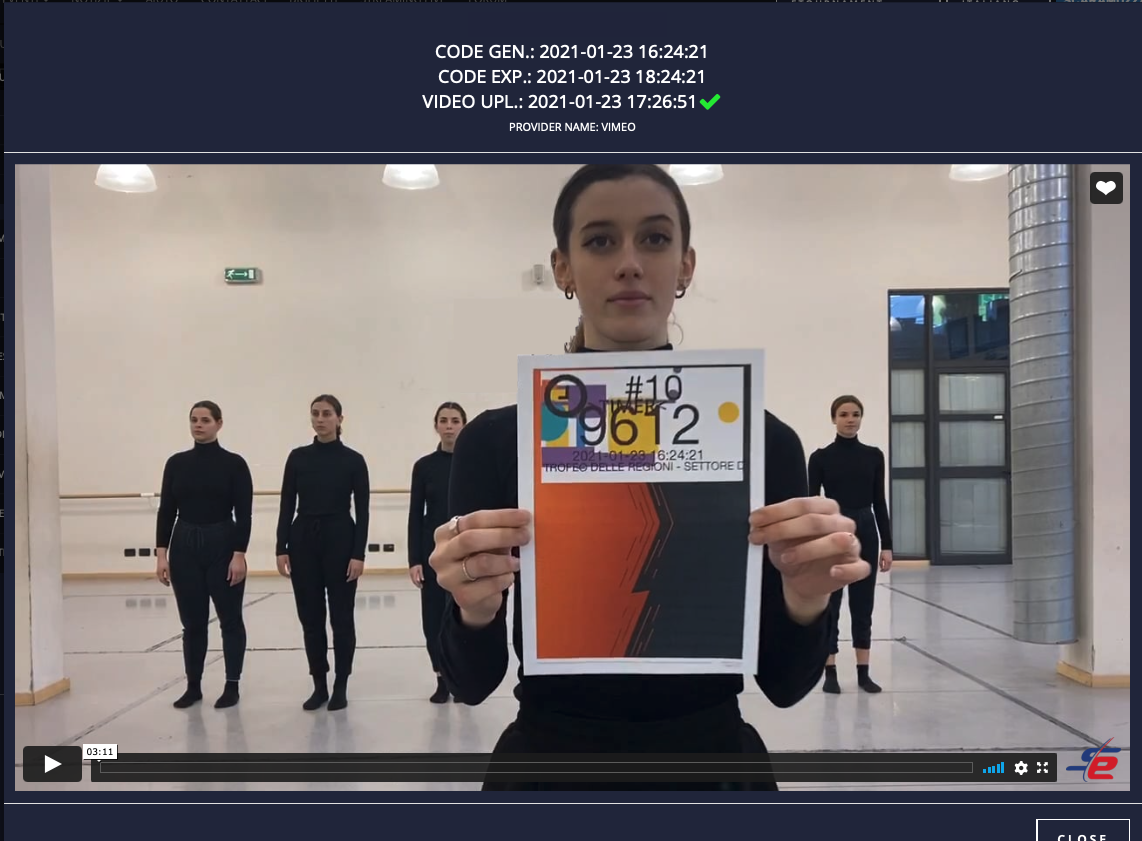 CODE GEN.: 2021-01-23 16:24:21
CODE EXP.: 2021-01-23 18:24:21
VIDEO UPL.: 2021-01-23 17:26:51
PROVIDER NAME: VIMEO
#10
TIMER
9612
2021-01-23 16:24:21
TROFEO DELLE REGIONI - SETTORE D
03:11
CLOSE